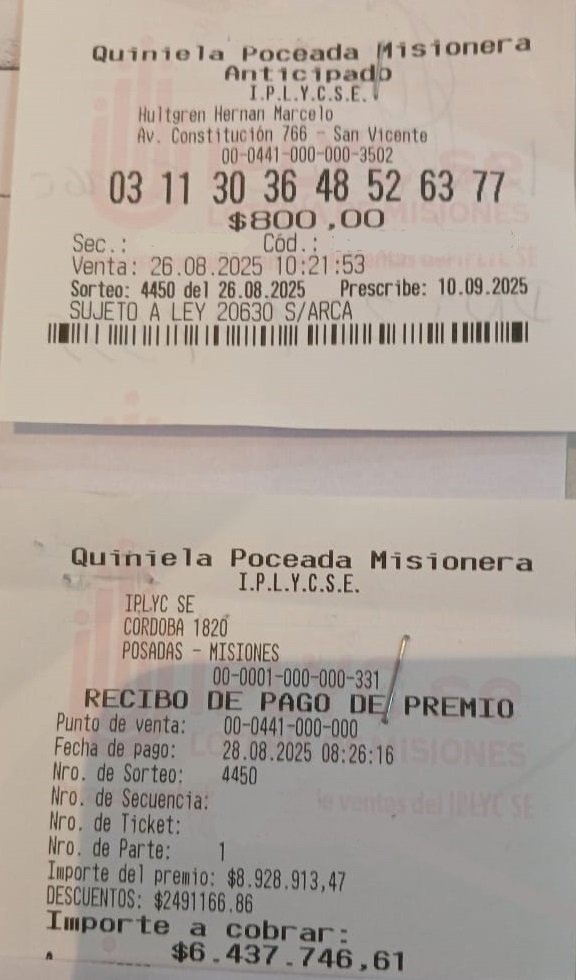 Quiniela Poceada Misionera
Anticipado
I.P.L.Y.C.S.E.
Hultgren Hernan Marcelo
Av. Constitución 766 - San Vicente
00-0441-000-000-3502
03 11 30 36 48 52 63 77
$800,00
Sec.: Cód.:
Venta: 26.08.2025 10:21:53
Sorteo: 4450 del 26.08.2025 Prescribe: 10.09.2025
SUJETO A LEY 20630 S/ARCA
Quiniela Poceada Misionera
I.P.L.Y.C.S.E.
IPLYC SE
CORDOBA 1820
POSADAS - MISIONES
00-0001-000-000-331
RECIBO DE PAGO DE PREMIO
Punto de venta: 00-0441-000-000
Fecha de pago: 28.08.2025 08:26:16
Nro. de Sorteo: 4450
Nro. de Secuencia:
Nro. de Ticket:
Nro. de Parte: 1
Importe del premio: $8.928.913,47
DESCUENTOS: $2491166.86
Importe a cobrar:
$6.437.746,61